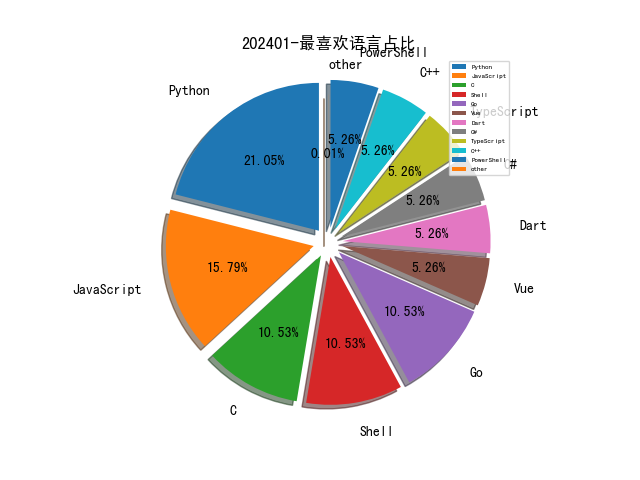 202401-最喜欢语言占比
PowerShell
other
C++
TypeScript
Python
C#
Dart
Vue
Go
Shell
C
JavaScript
21.05%
0.01%
5.26%
5.26%
5.26%
5.26%
5.26%
5.26%
10.53%
10.53%
10.53%
15.79%
Python
JavaScript
C
Shell
Go
Vue
Dart
C#
TypeScript
C++
PowerShell
other